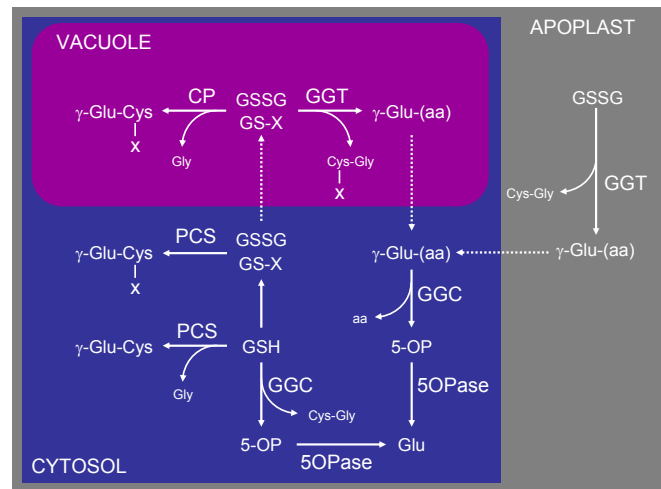 VACUOLE
APOPLAST
CP
GSSG
GGT
γ-Glu-Cys
GS-X
γ-Glu-(aa)
GSSG
X
Gly
Cys-Gly
X
Cys-Gly
GGT
PCS
GSSG
γ-Glu-Cys
GS-X
γ-Glu-(aa)
γ-Glu-(aa)
X
GGC
aa
PCS
γ-Glu-Cys
GSH
5-OP
Gly
GGC
5OPase
Cys-Gly
5-OP
Glu
5OPase
CYTOSOL